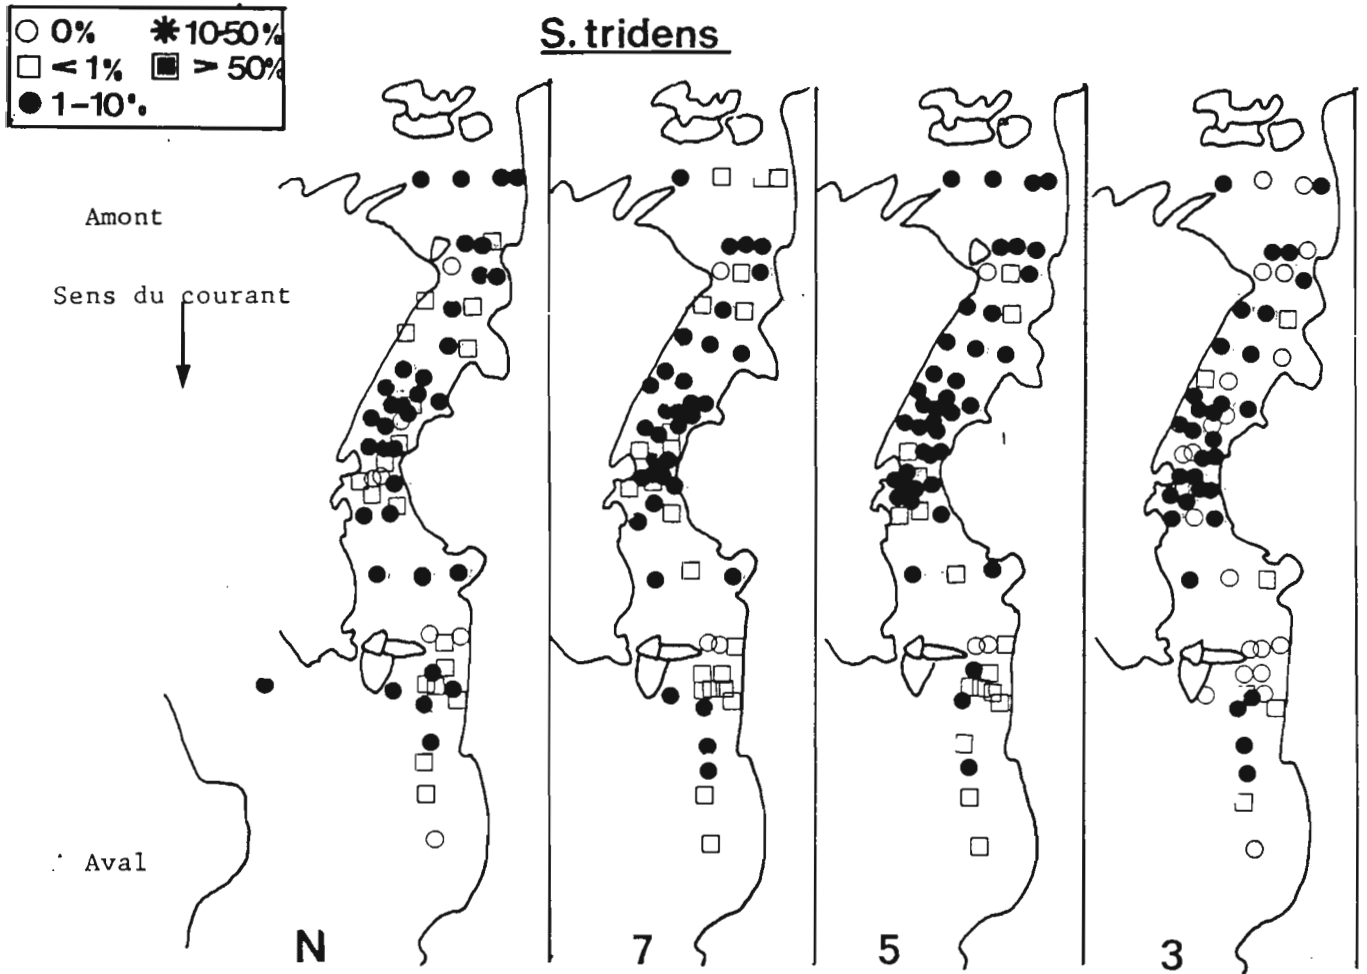 S. tridens
0% 10-50%
< 1% > 50%
1-10%
Amont
Sens du courant
Aval
N 7 5 3